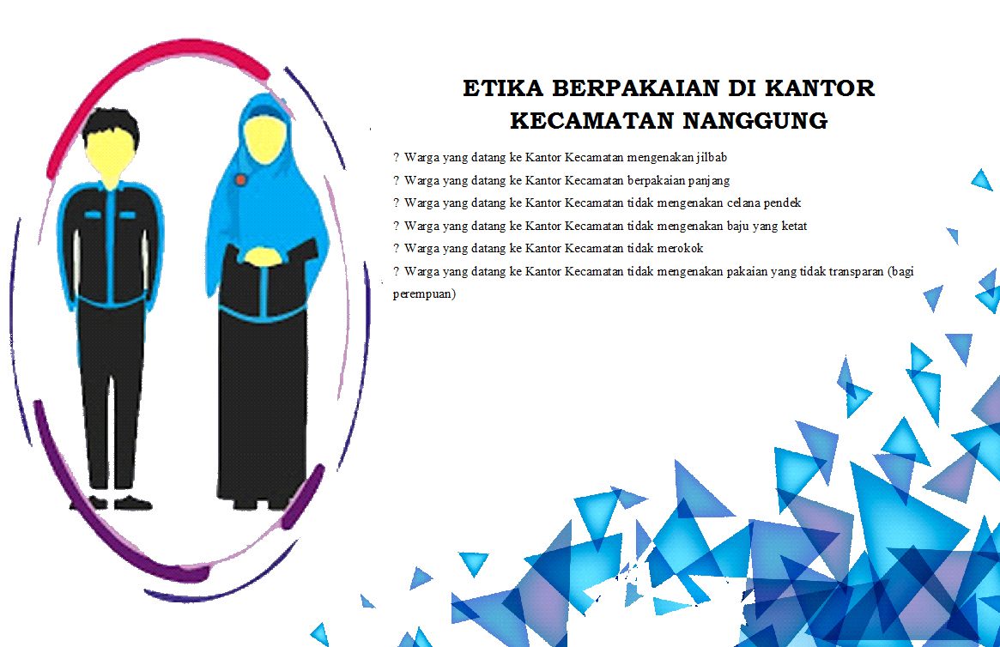 ETIKA BERPAKAIAN DI KANTOR
KECAMATAN NANGGUNG
? Warga yang datang ke Kantor Kecamatan mengenakan jilbab
? Warga yang datang ke Kantor Kecamatan berpakaian panjang
? Warga yang datang ke Kantor Kecamatan tidak mengenakan celana pendek
? Warga yang datang ke Kantor Kecamatan tidak mengenakan baju yang ketat
? Warga yang datang ke Kantor Kecamatan tidak merokok
? Warga yang datang ke Kantor Kecamatan tidak mengenakan pakaian yang tidak transparan (bagi
perempuan)